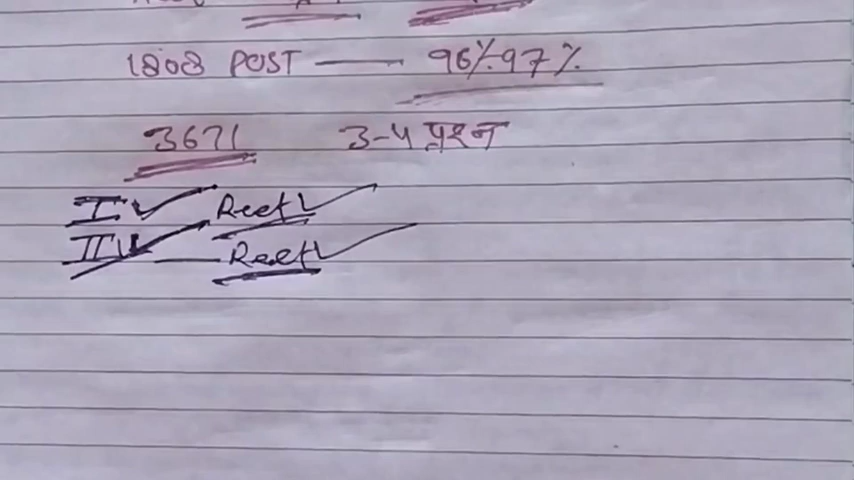 1808 POST — 96%-97%
3671 3-4 प्रश्न
I ✓ Reet ✓
II ✓ — Reet ✓